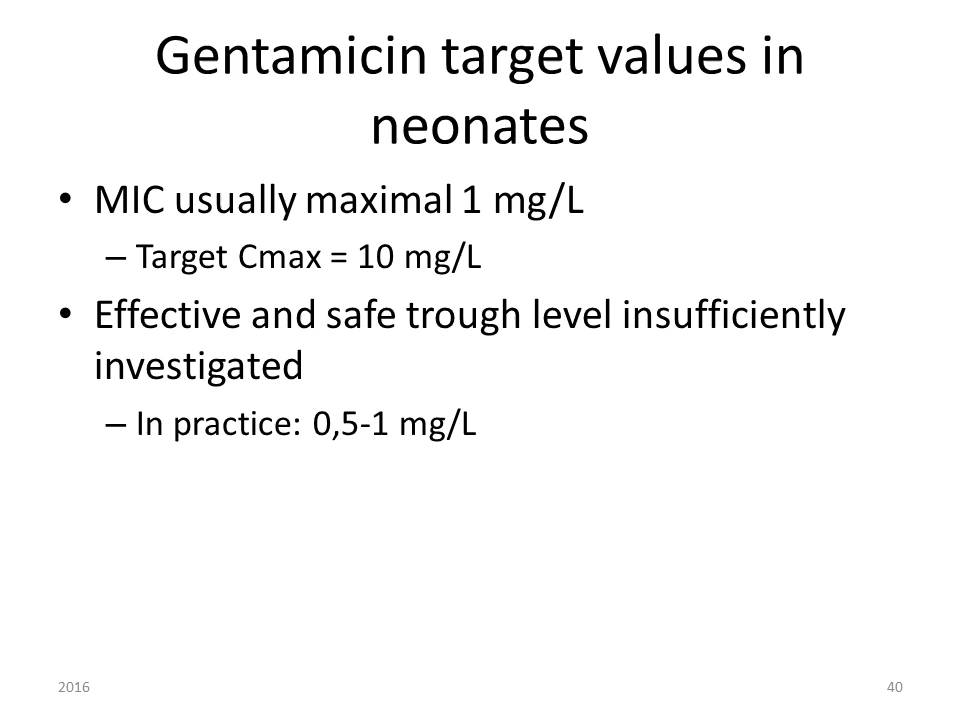 Gentamicin target values in
neonates
• MIC usually maximal 1 mg/L
– Target Cmax = 10 mg/L
• Effective and safe trough level insufficiently
investigated
– In practice: 0,5-1 mg/L
2016
40